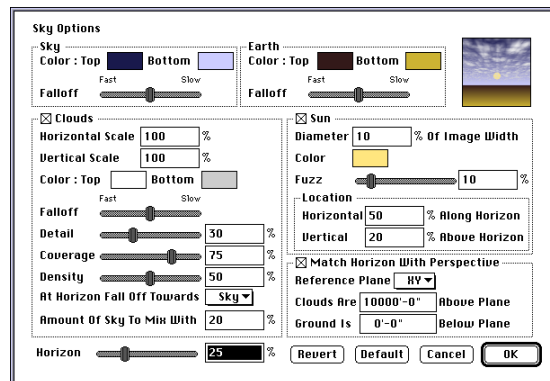 Sky Options
Sky
Color : Top Bottom
Fast Slow
Falloff
Earth
Color : Top Bottom
Fast Slow
Falloff
Clouds
Horizontal Scale 100 %
Vertical Scale 100 %
Color : Top Bottom
Fast Slow
Falloff
Detail 30 %
Coverage 75 %
Density 50 %
At Horizon Fall Off Towards Sky
Amount Of Sky To Mix With 20 %
Sun
Diameter 10 % Of Image Width
Color
Fuzz 10 %
Location
Horizontal 50 % Along Horizon
Vertical 20 % Above Horizon
Match Horizon With Perspective
Reference Plane XY
Clouds Are 10000'-0" Above Plane
Ground Is 0'-0" Below Plane
Horizon 25 %
Revert Default Cancel OK